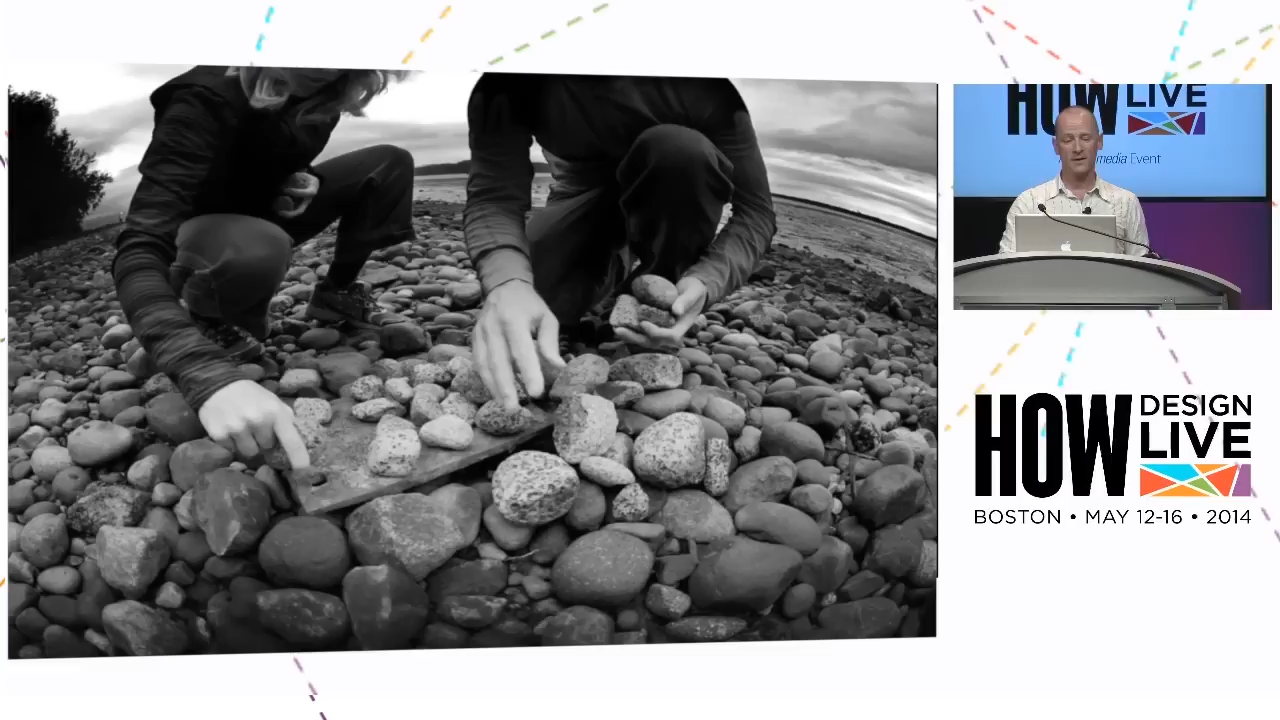 HOW LIVE
media Event
HOW DESIGN
LIVE
BOSTON • MAY 12-16 • 2014